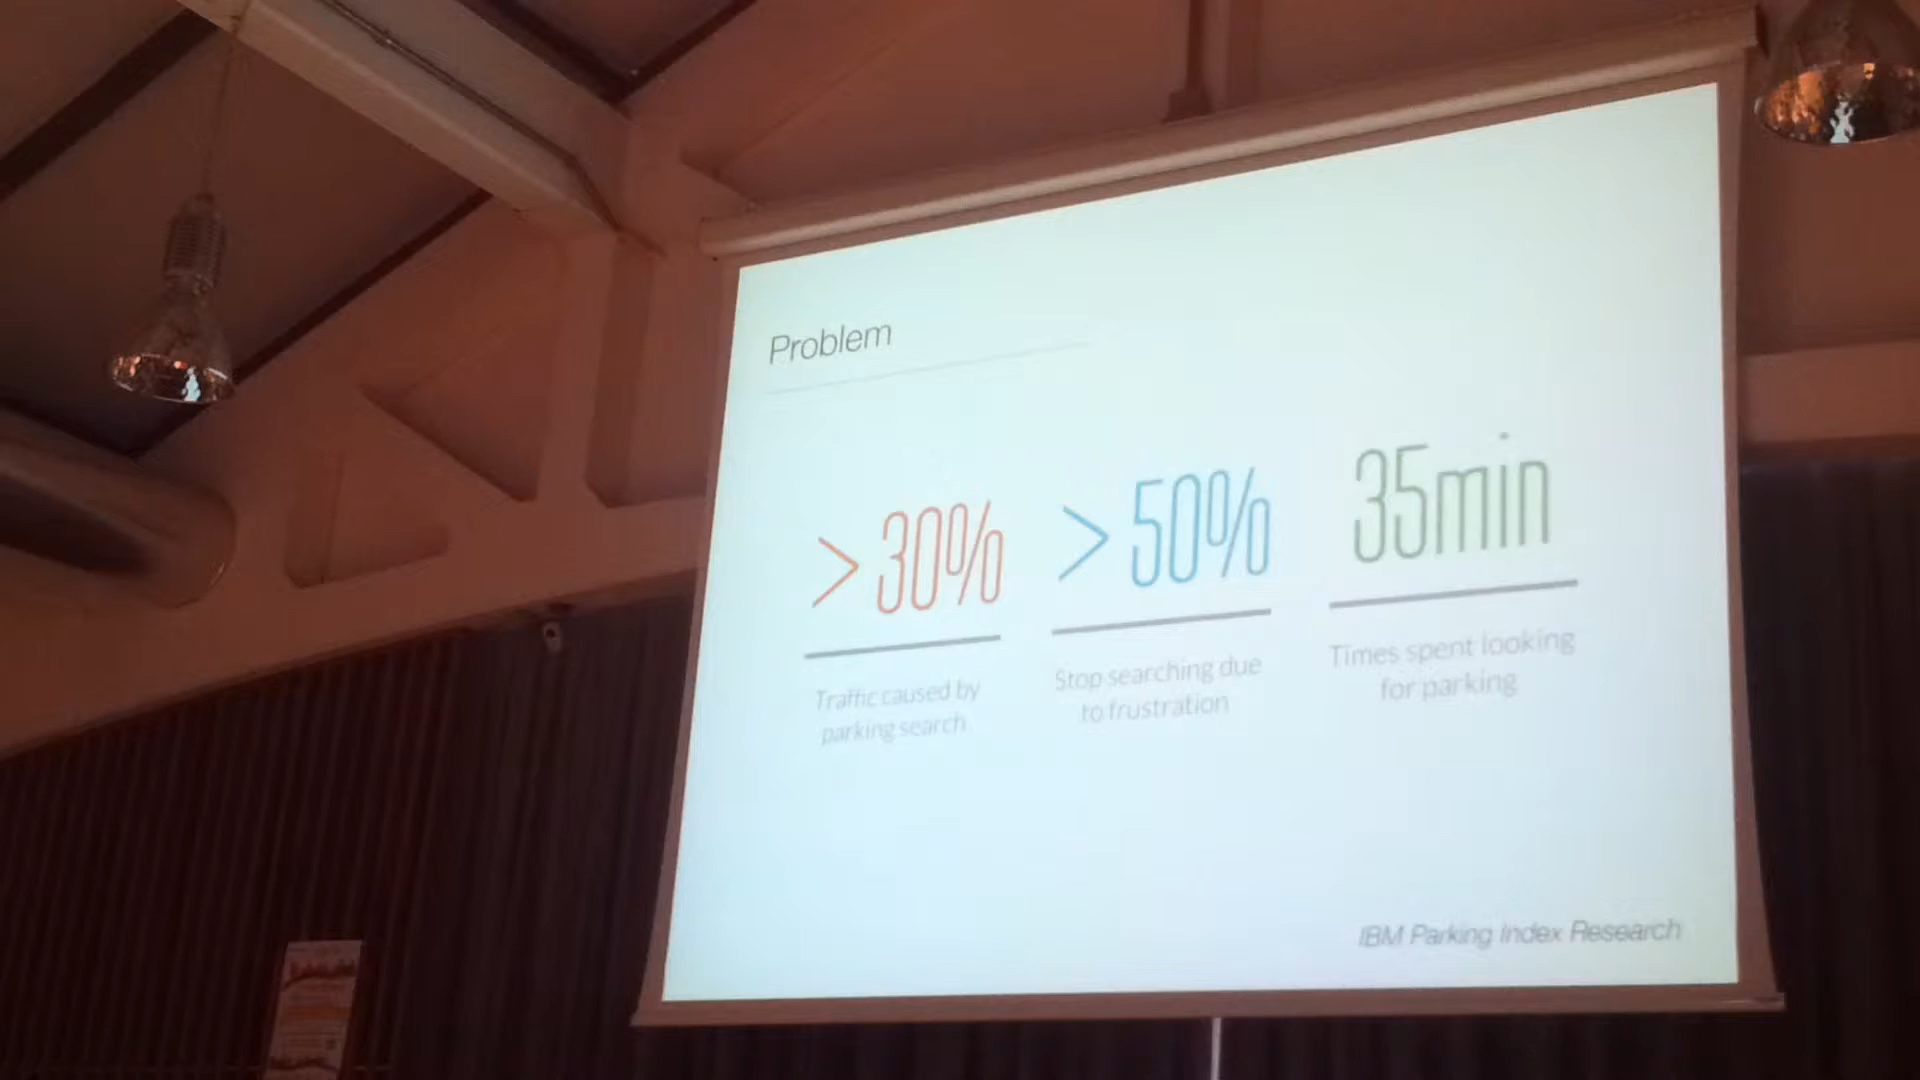 Problem
> 30%
Traffic caused by
parking search
> 50%
Stop searching due
to frustration
35min
Times spent looking
for parking
IBM Parking Index Research